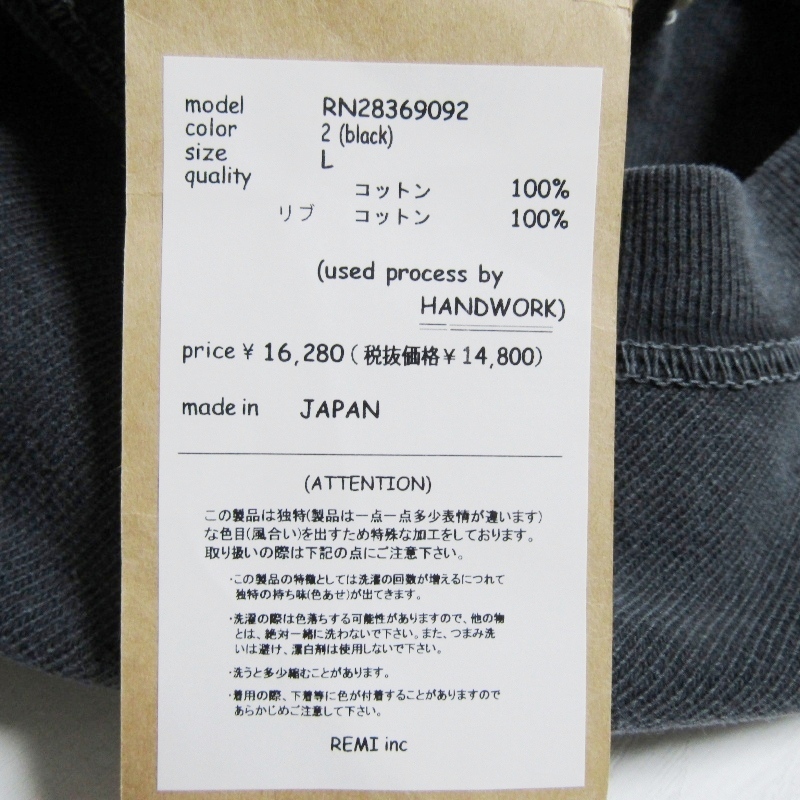 model RN28369092
color 2 (black)
size L
quality
コットン 100%
リブ コットン 100%
(used process by
HANDWORK)
price ¥ 16,280 ( 税抜価格¥ 14,800)
made in JAPAN
(ATTENTION)
この製品は独特(製品は一点一点多少表情が違います)
な色目(風合い)を出すため特殊な加工をしております。
取り扱いの際は下記の点にご注意下さい。
・この製品の特徴としては洗濯の回数が増えるにつれて
独特の持ち味(色あせ)が出てきます。
・洗濯の際は色落ちする可能性がありますので、他の物
とは、絶対一緒に洗わないで下さい。また、つまみ洗
いは避け、漂白剤は使用しないで下さい。
・洗うと多少縮むことがあります。
・着用の際、下着等に色が付着することがありますので
あらかじめご注意して下さい。
REMI inc